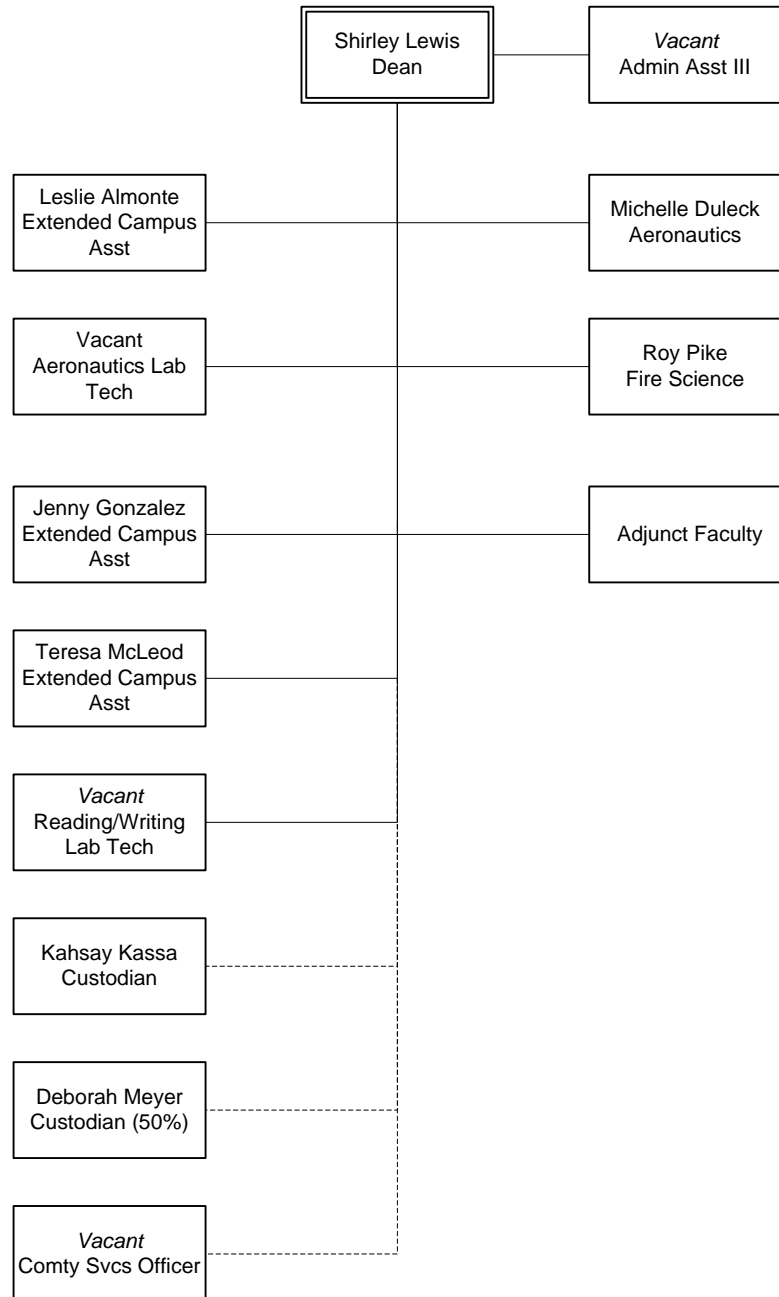 Shirley Lewis
Dean
Vacant
Admin Asst III
Leslie Almonte
Extended Campus
Asst
Michelle Duleck
Aeronautics
Vacant
Aeronautics Lab
Tech
Roy Pike
Fire Science
Jenny Gonzalez
Extended Campus
Asst
Adjunct Faculty
Teresa McLeod
Extended Campus
Asst
Vacant
Reading/Writing
Lab Tech
Kahsay Kassa
Custodian
Deborah Meyer
Custodian (50%)
Vacant
Comty Svcs Officer